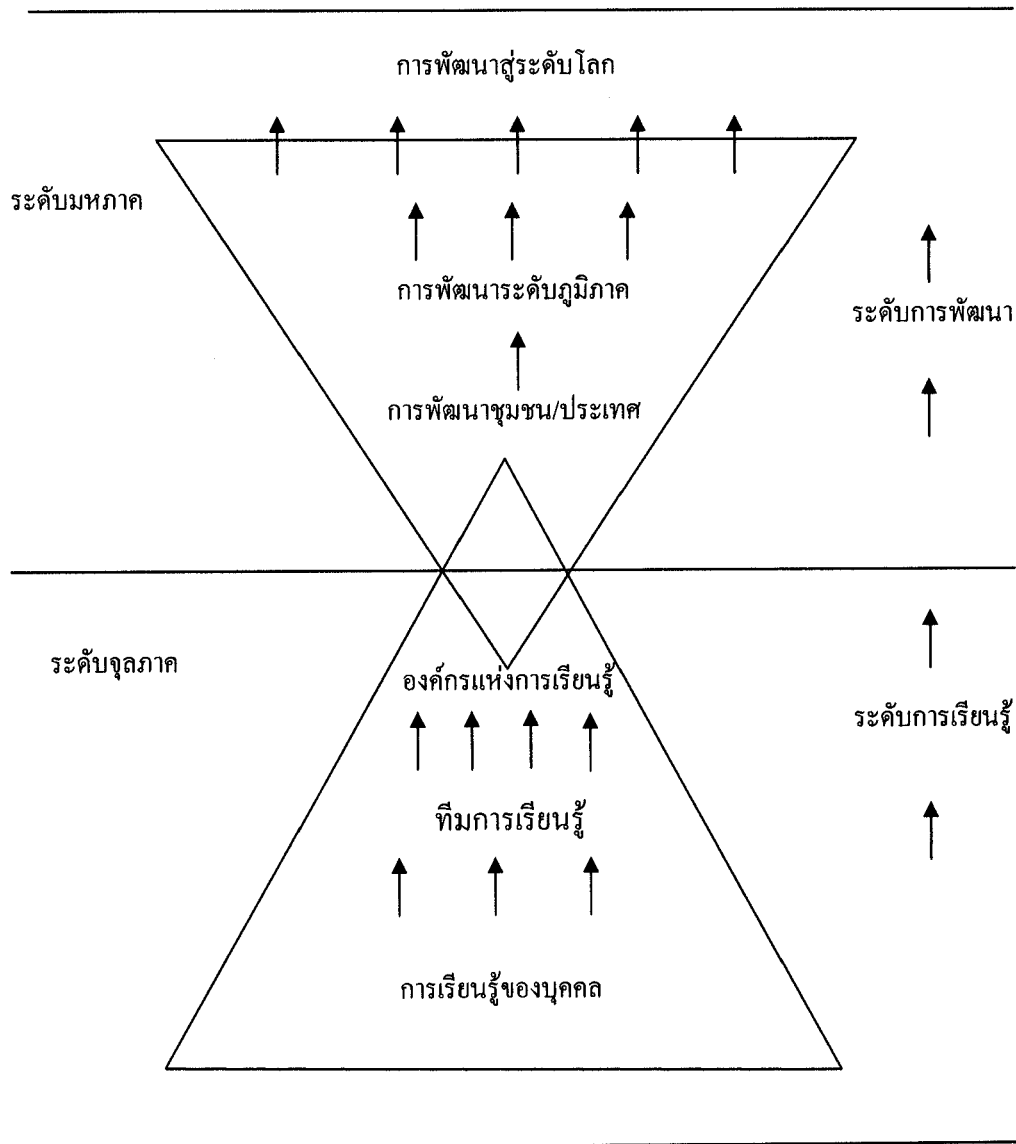 การพัฒนาสู่ระดับโลก
ระดับมหภาค
การพัฒนาระดับภูมิภาค
ระดับการพัฒนา
การพัฒนาชุมชน/ประเทศ
ระดับจุลภาค
องค์กรแห่งการเรียนรู้
ระดับการเรียนรู้
ทีมการเรียนรู้
การเรียนรู้ของบุคคล